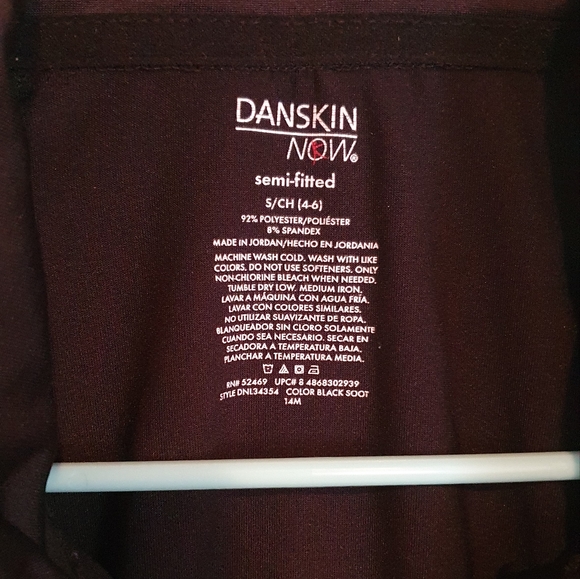 DANSKIN
NOW®
semi-fitted
S/CH (4-6)
92% POLYESTER/POLIÉSTER
8% SPANDEX
MADE IN JORDAN/HECHO EN JORDANIA
MACHINE WASH COLD. WASH WITH LIKE
COLORS. DO NOT USE SOFTENERS. ONLY
NON-CHLORINE BLEACH WHEN NEEDED.
TUMBLE DRY LOW. MEDIUM IRON.
LAVAR A MÁQUINA CON AGUA FRÍA.
LAVAR CON COLORES SIMILARES.
NO UTILIZAR SUAVIZANTE DE ROPA.
BLANQUEADOR SIN CLORO SOLAMENTE
CUANDO SEA NECESARIO. SECAR EN
SECADORA A TEMPERATURA BAJA.
PLANCHAR A TEMPERATURA MEDIA.
RN# 52469 UPC# 8 4868302939
STYLE DNL34354 COLOR BLACK SOOT
14M